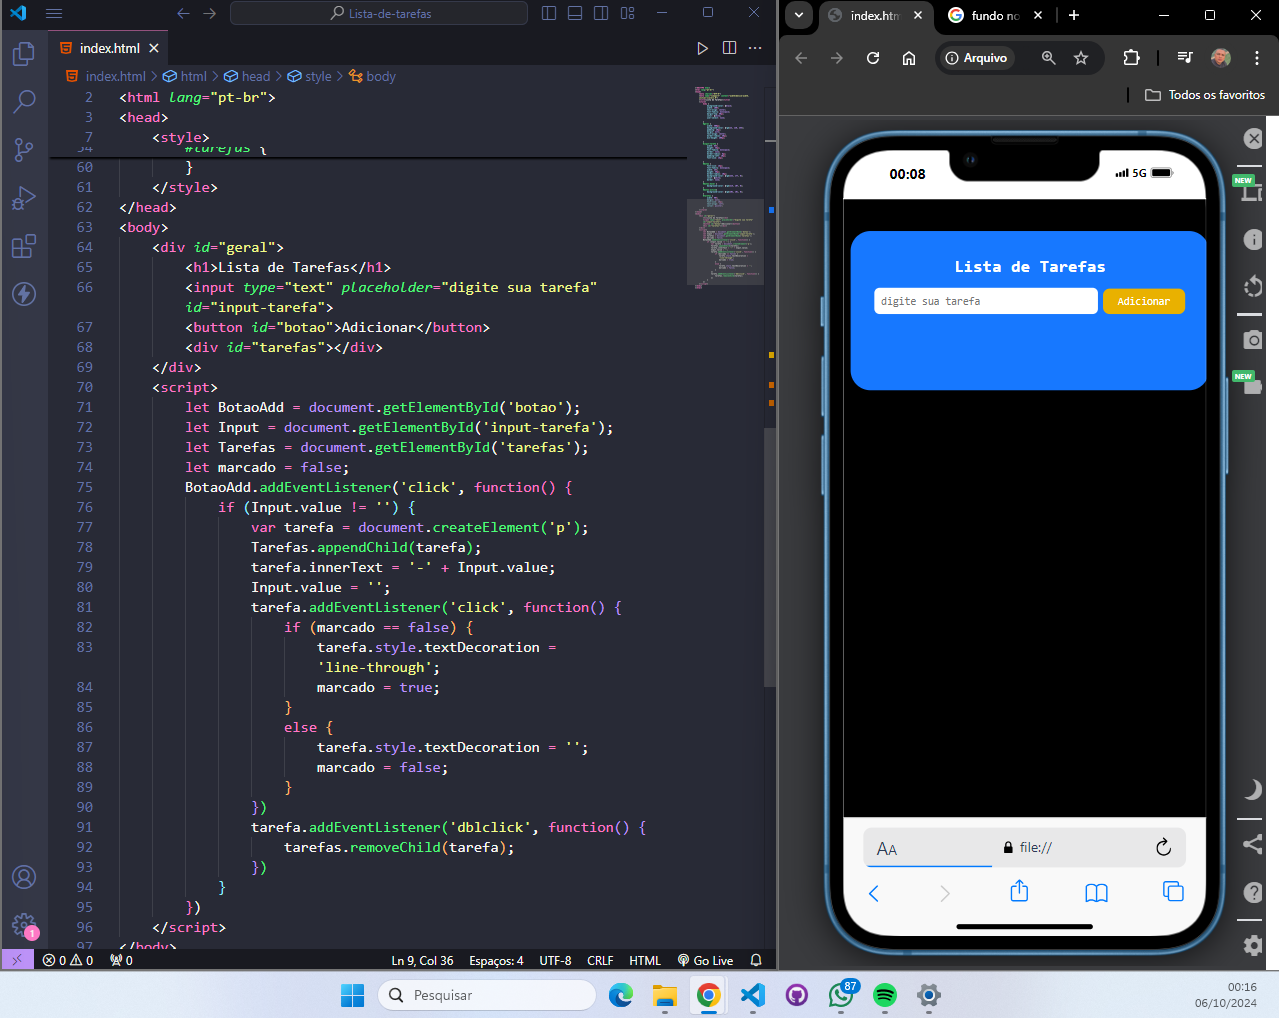 Lista-de-tarefas
index.html
index.html > html > head > style > body
2 <html lang="pt-br">
3 <head>
7 <style>
54 #tarefas {
60 }
61 </style>
62 </head>
63 <body>
64 <div id="geral">
65 <h1>Lista de Tarefas</h1>
66 <input type="text" placeholder="digite sua tarefa"
id="input-tarefa">
67 <button id="botao">Adicionar</button>
68 <div id="tarefas"></div>
69 </div>
70 <script>
71 let BotaoAdd = document.getElementById('botao');
72 let Input = document.getElementById('input-tarefa');
73 let Tarefas = document.getElementById('tarefas');
74 let marcado = false;
75 BotaoAdd.addEventListener('click', function() {
76 if (Input.value != '') {
77 var tarefa = document.createElement('p');
78 Tarefas.appendChild(tarefa);
79 tarefa.innerText = '-' + Input.value;
80 Input.value = '';
81 tarefa.addEventListener('click', function() {
82 if (marcado == false) {
83 tarefa.style.textDecoration =
'line-through';
84 marcado = true;
85 }
86 else {
87 tarefa.style.textDecoration = '';
88 marcado = false;
89 }
90 })
91 tarefa.addEventListener('dblclick', function() {
92 tarefas.removeChild(tarefa);
93 })
94 }
95 })
96 </script>
97 </body>
1
0 0 0 Ln 9, Col 36 Espaços: 4 UTF-8 CRLF HTML Go Live
index.htm
fundo no
Arquivo
Todos os favoritos
00:08
5G
NEW
Lista de Tarefas
digite sua tarefa
Adicionar
NEW
AA file://
Pesquisar
87
00:16
06/10/2024